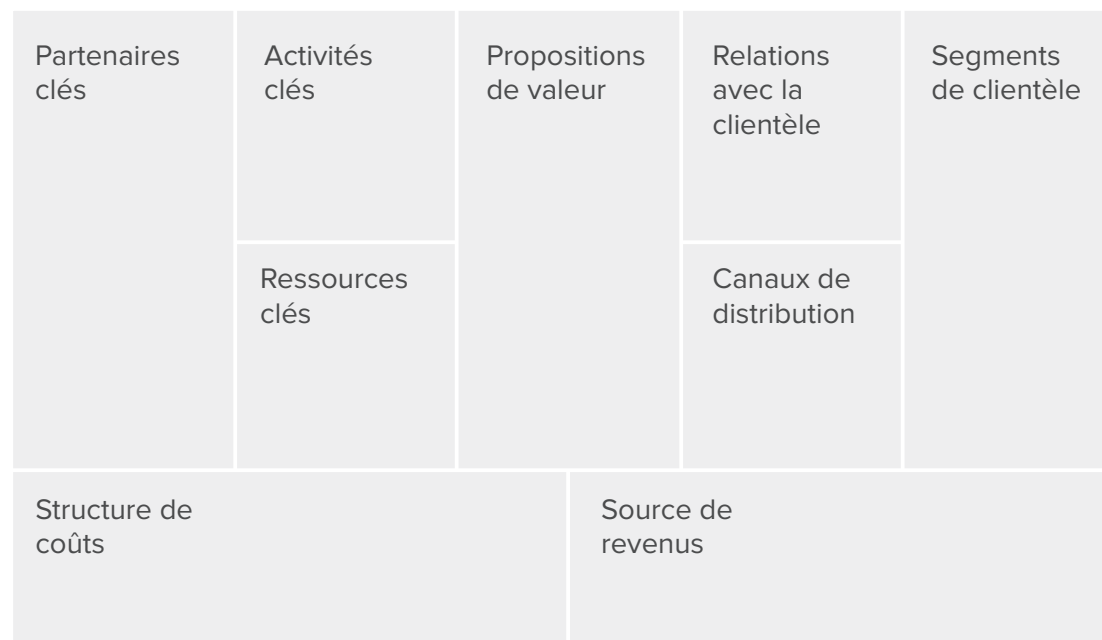 Partenaires
clés
Activités
clés
Propositions
de valeur
Relations
avec la
clientèle
Segments
de clientèle
Ressources
clés
Canaux de
distribution
Structure de
coûts
Source de
revenus